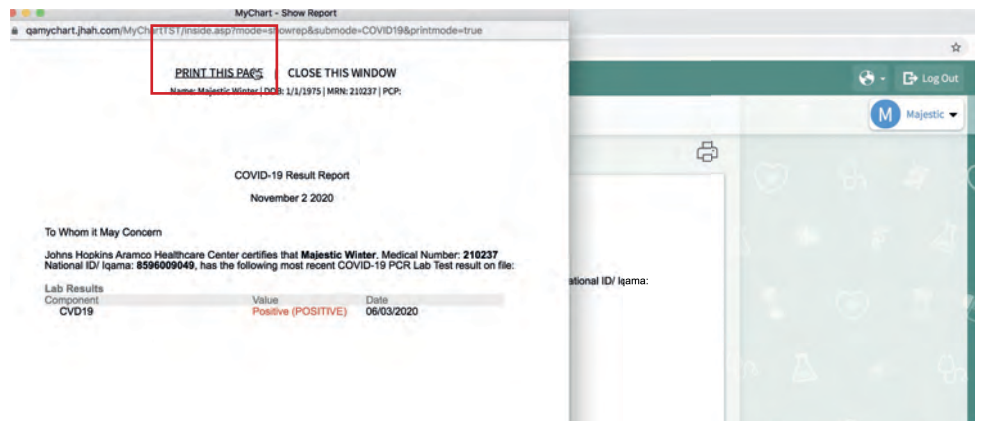 MyChart - Show Report
qamychart.jhah.com/MyChartTST/inside.asp?mode=showrep&submode=COVID19&printmode=true
PRINT THIS PAGE | CLOSE THIS WINDOW
Name: Majestic Winter | DOB: 1/1/1975 | MRN: 210237 | PCP:
Log Out
M Majestic
COVID-19 Result Report
November 2 2020
To Whom it May Concern
Johns Hopkins Aramco Healthcare Center certifies that Majestic Winter, Medical Number: 210237
National ID/ Iqama: 8596009049, has the following most recent COVID-19 PCR Lab Test result on file:
ational ID/ Iqama:
Lab Results
Component Value Date
CVD19 Positive (POSITIVE) 06/03/2020